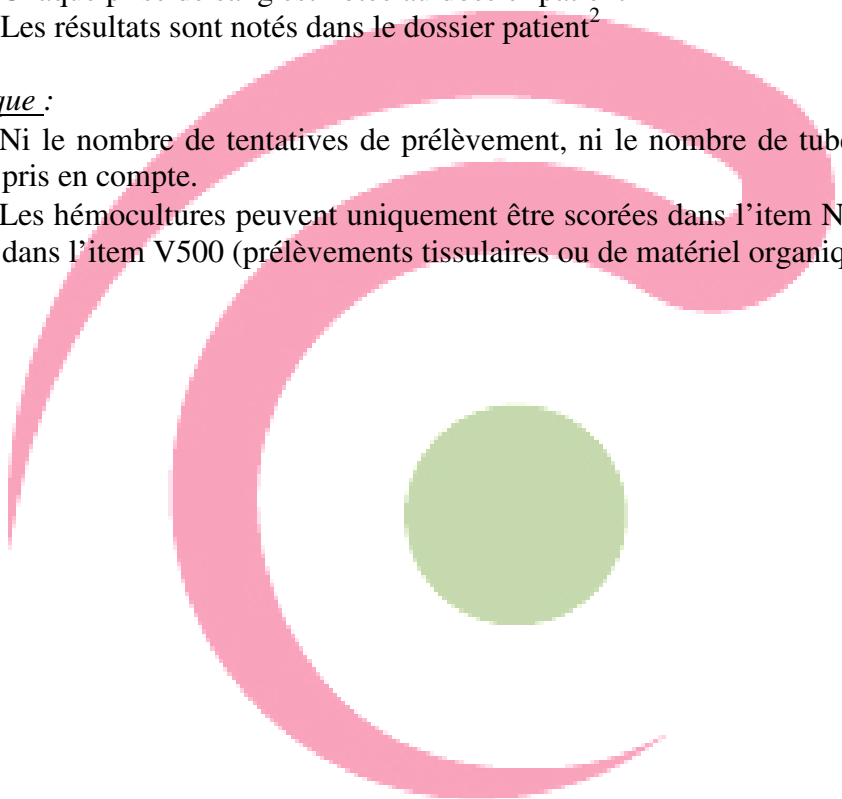 Les résultats sont notés dans le dossier patient²
que :
Ni le nombre de tentatives de prélèvement, ni le nombre de tub
pris en compte.
Les hémocultures peuvent uniquement être scorées dans l'item N
dans l'item V500 (prélèvements tissulaires ou de matériel organiq